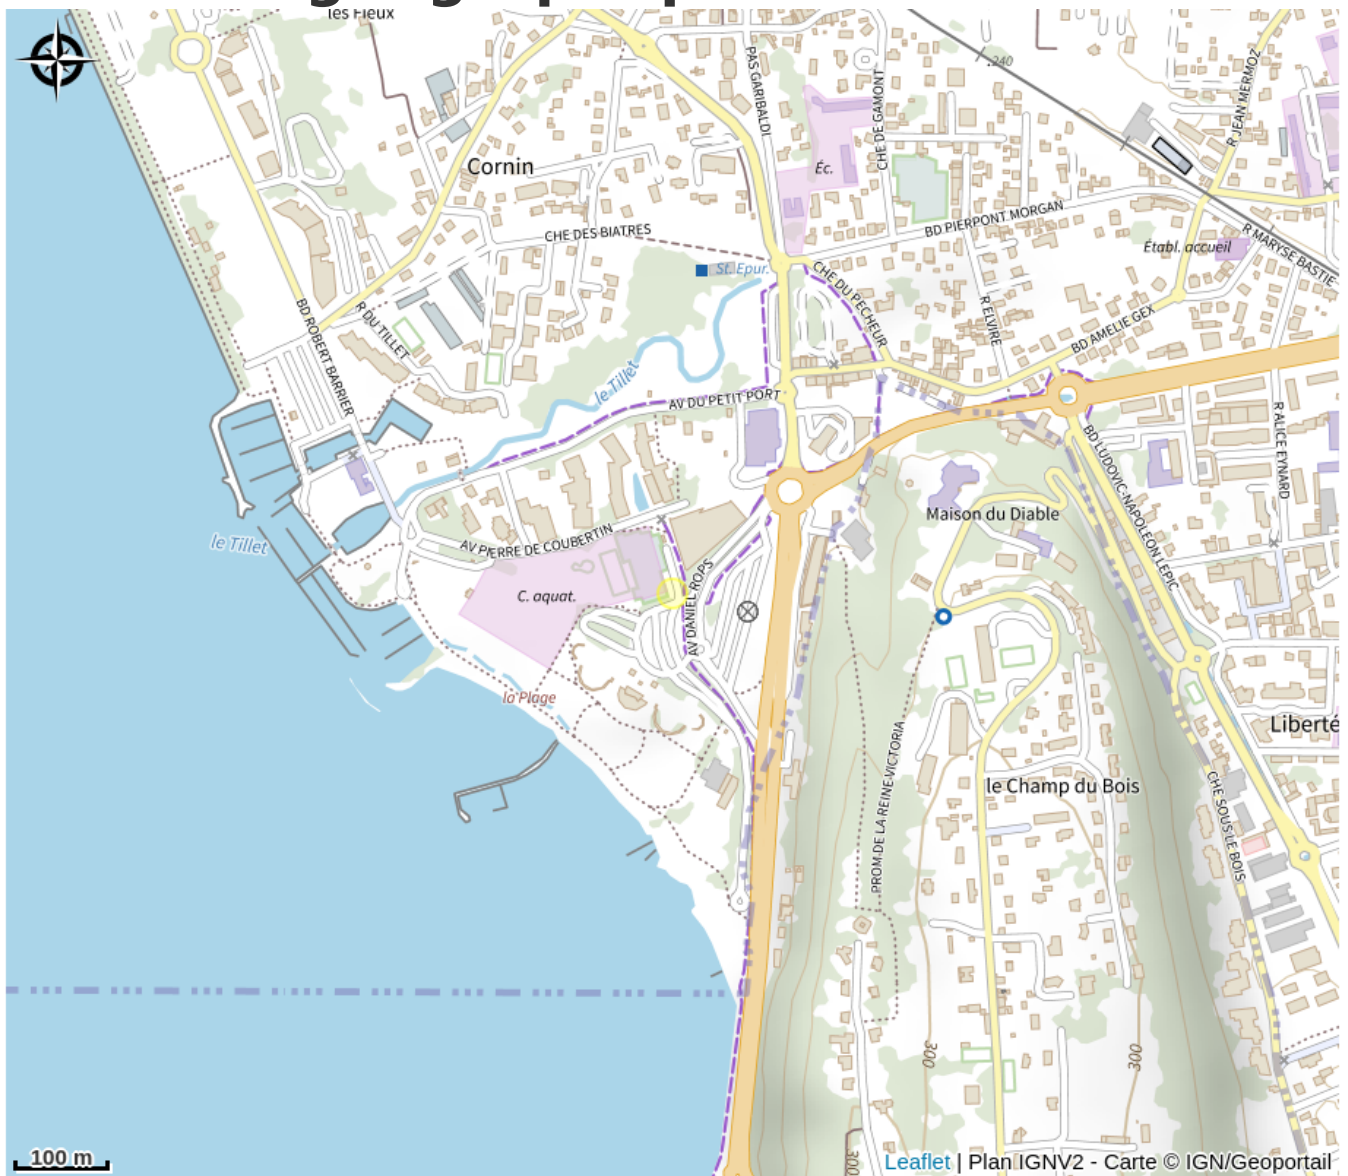 les Fieux
240
PAS GARIBALDI
CHE DE GAMONT
R JEAN MERMOZ
Cornin
Éc.
BD PIERPONT MORGAN
CHE DES BIATRES
Établ. accueil
R MARYSE BASTIE
St. Epur.
CHE DU PECHEUR
BD ROBERT BARRIER
R DU TILLET
R ELVIRE
BD AMELIE GEX
le Tillet
AV DU PETIT PORT
R ALICE EYNARD
BD LUDOVIC-NAPOLEON LEPIC
Maison du Diable
le Tillet
AV PIERRE DE COUBERTIN
C. aquat.
AV DANIEL ROPS
la Plage
PROM DE LA REINE VICTORIA
Liberté
le Champ du Bois
CHE SOUS LE BOIS
300
300
300
100 m
Leaflet | Plan IGNV2 - Carte © IGN/Geoportail